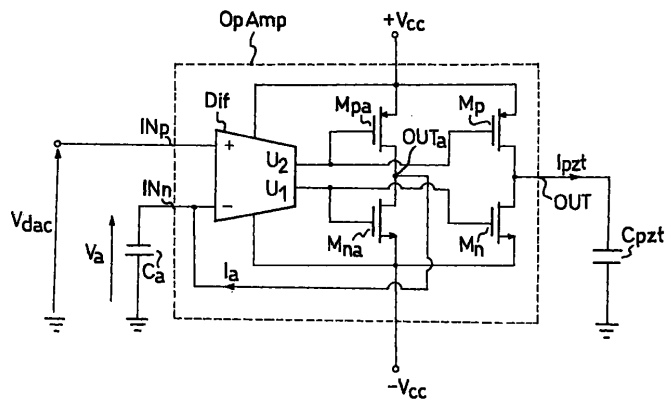 OpAmp
+Vcc
Dif
Mpa
Mp
INp
OUTa
+
U2
Ipzt
INn
U1
−
OUT
Vdac
Va
Ca
Mna
Mn
Cpzt
Ia
−Vcc